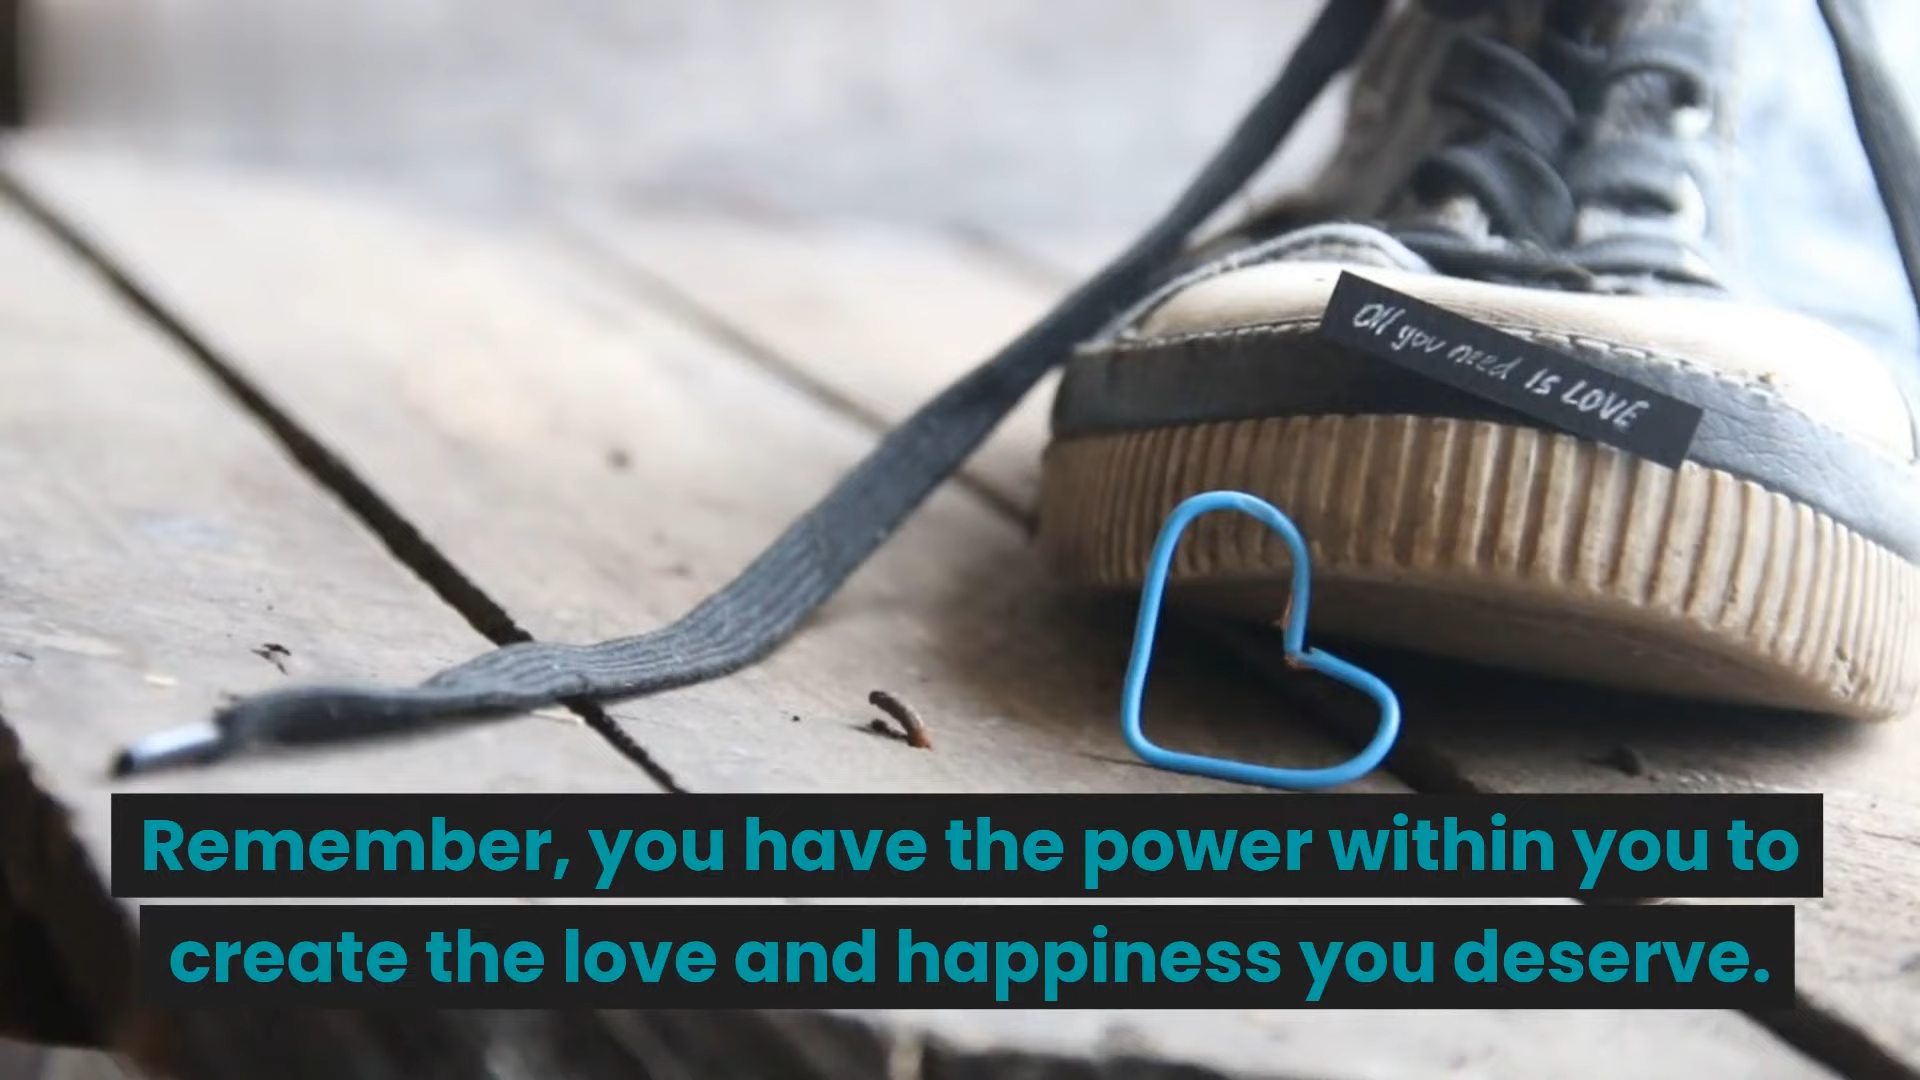 All you need IS LOVE
Remember, you have the power within you to
create the love and happiness you deserve.